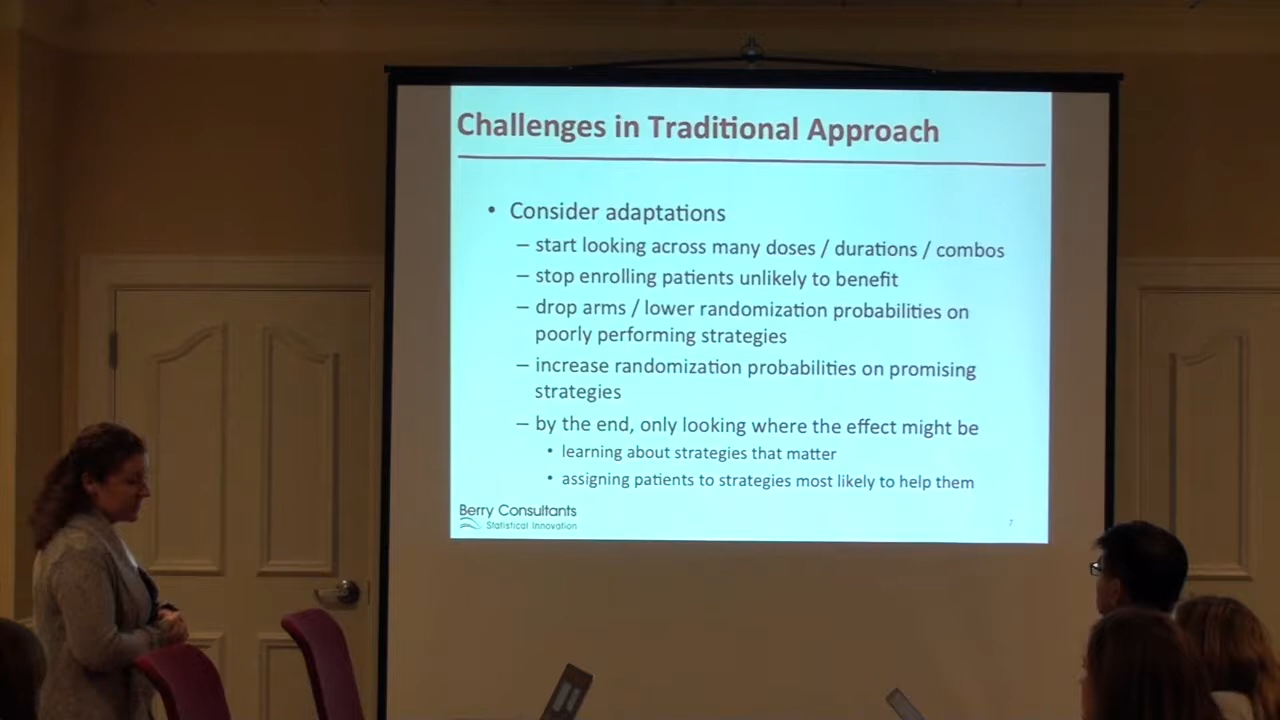 Challenges in Traditional Approach
• Consider adaptations
– start looking across many doses / durations / combos
– stop enrolling patients unlikely to benefit
– drop arms / lower randomization probabilities on
poorly performing strategies
– increase randomization probabilities on promising
strategies
– by the end, only looking where the effect might be
• learning about strategies that matter
• assigning patients to strategies most likely to help them
Berry Consultants
Statistical Innovation
7